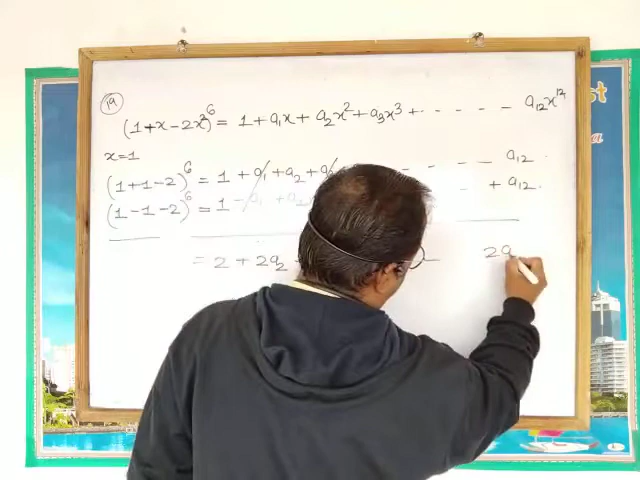 19
(1+x-2x²)⁶ = 1 + a₁x + a₂x² + a₃x³ + - - - - - a₁₂x¹²
x=1
(1+1-2)⁶ = 1 + a₁ + a₂ + - - - a₁₂
(1-1-2)⁶ = 1 - a₁ + a₂ + a₁₂
= 2 + 2a₂ 2a
st
a